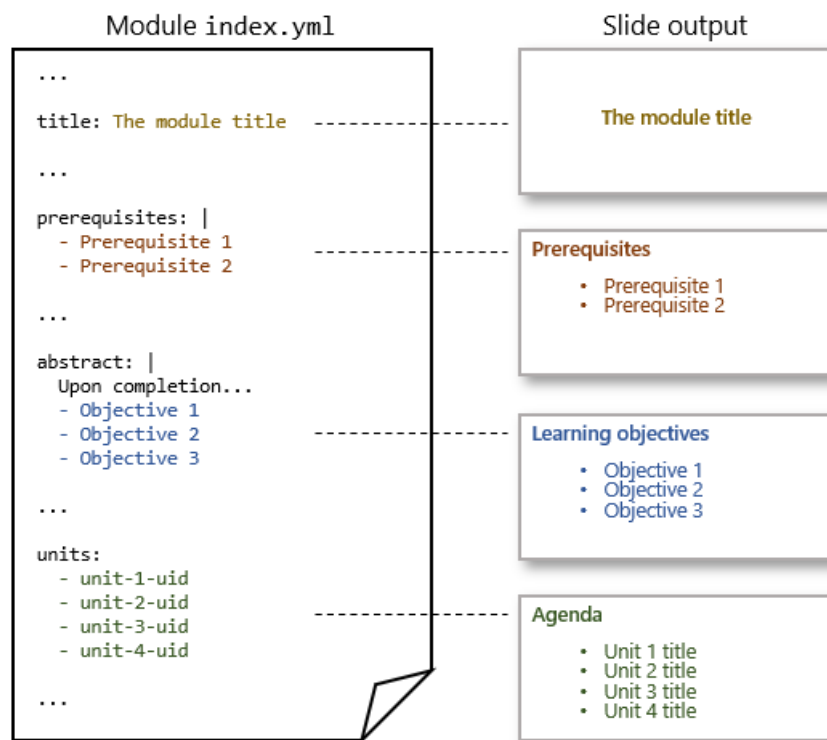 Module index.yml
...
title: The module title
...
prerequisites: |
- Prerequisite 1
- Prerequisite 2
...
abstract: |
Upon completion...
- Objective 1
- Objective 2
- Objective 3
...
units:
- unit-1-uid
- unit-2-uid
- unit-3-uid
- unit-4-uid
...
Slide output
The module title
Prerequisites
• Prerequisite 1
• Prerequisite 2
Learning objectives
• Objective 1
• Objective 2
• Objective 3
Agenda
• Unit 1 title
• Unit 2 title
• Unit 3 title
• Unit 4 title